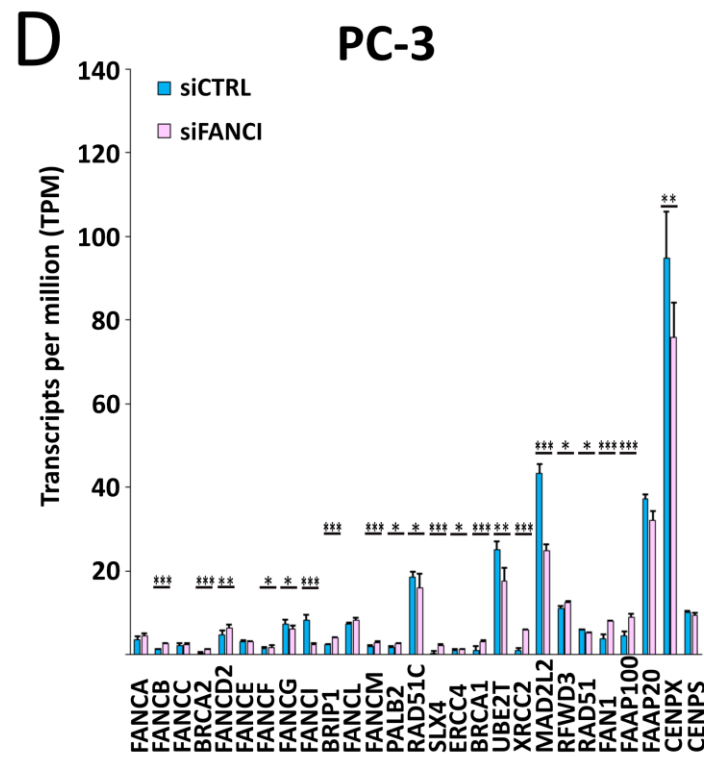 D
PC-3
siCTRL
siFANCI
Transcripts per million (TPM)
140
120
100
80
60
40
20
**
*** * * *** ***
*** *** * * *** * *** ** ***
*** *** ** * * ***
FANCA
FANCB
FANCC
BRCA2
FANCD2
FANCE
FANCF
FANCG
FANCI
BRIP1
FANCL
FANCM
PALB2
RAD51C
SLX4
ERCC4
BRCA1
UBE2T
XRCC2
MAD2L2
RFWD3
RAD51
FAN1
FAAP100
FAAP20
CENPX
CENPS